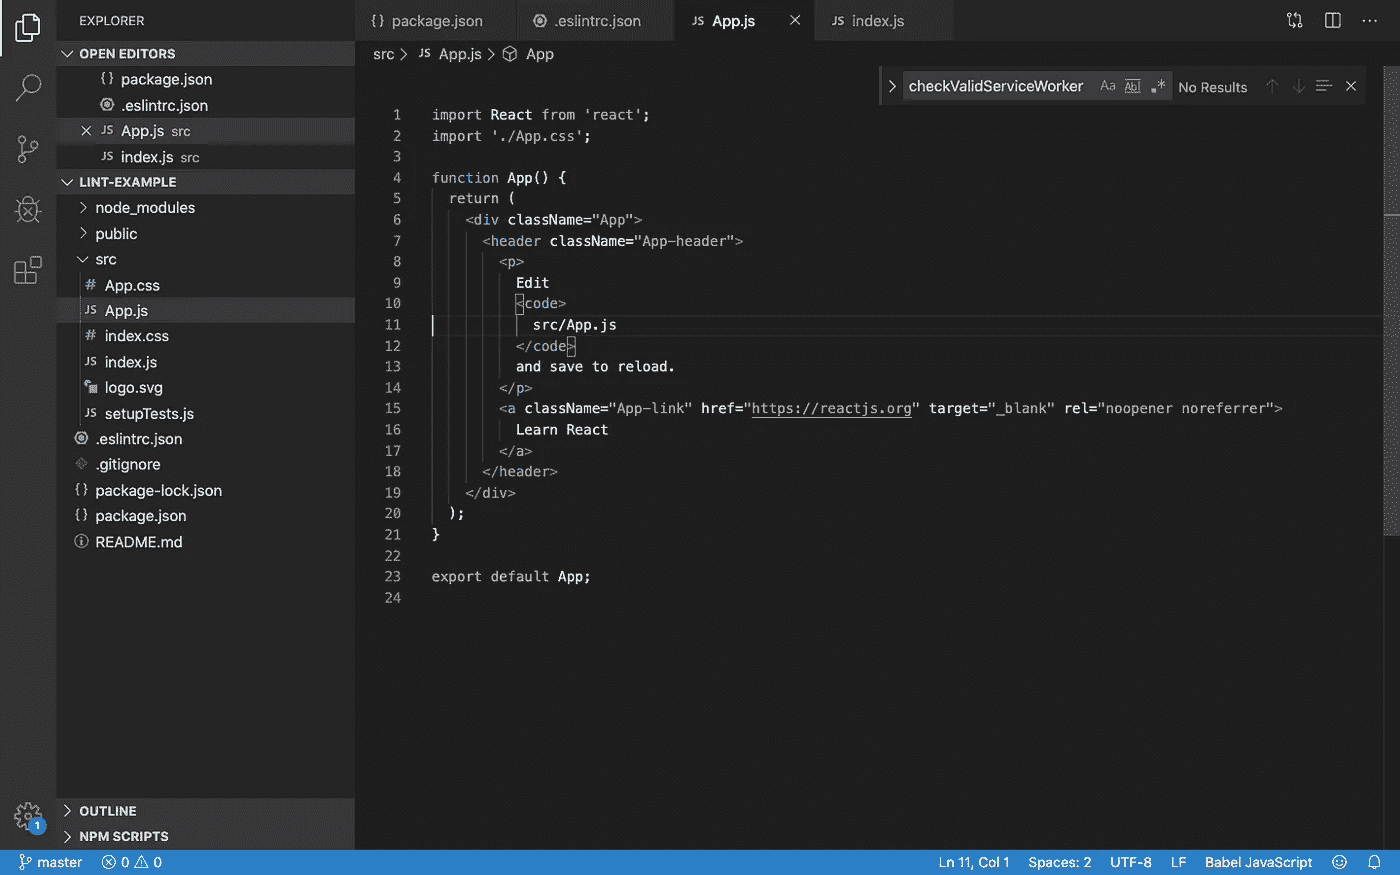 EXPLORER
OPEN EDITORS
{} package.json
.eslintrc.json
JS App.js src
JS index.js src
LINT-EXAMPLE
node_modules
public
src
# App.css
JS App.js
# index.css
JS index.js
logo.svg
JS setupTests.js
.eslintrc.json
.gitignore
{} package-lock.json
{} package.json
README.md
OUTLINE
NPM SCRIPTS
1
{} package.json .eslintrc.json JS App.js JS index.js
src > JS App.js > App
checkValidServiceWorker Aa Abl .* No Results
1 import React from 'react';
2 import './App.css';
3
4 function App() {
5 return (
6 <div className="App">
7 <header className="App-header">
8 <p>
9 Edit
10 <code>
11 src/App.js
12 </code>
13 and save to reload.
14 </p>
15 <a className="App-link" href="https://reactjs.org" target="_blank" rel="noopener noreferrer">
16 Learn React
17 </a>
18 </header>
19 </div>
20 );
21 }
22
23 export default App;
24
master 0 0 Ln 11, Col 1 Spaces: 2 UTF-8 LF Babel JavaScript